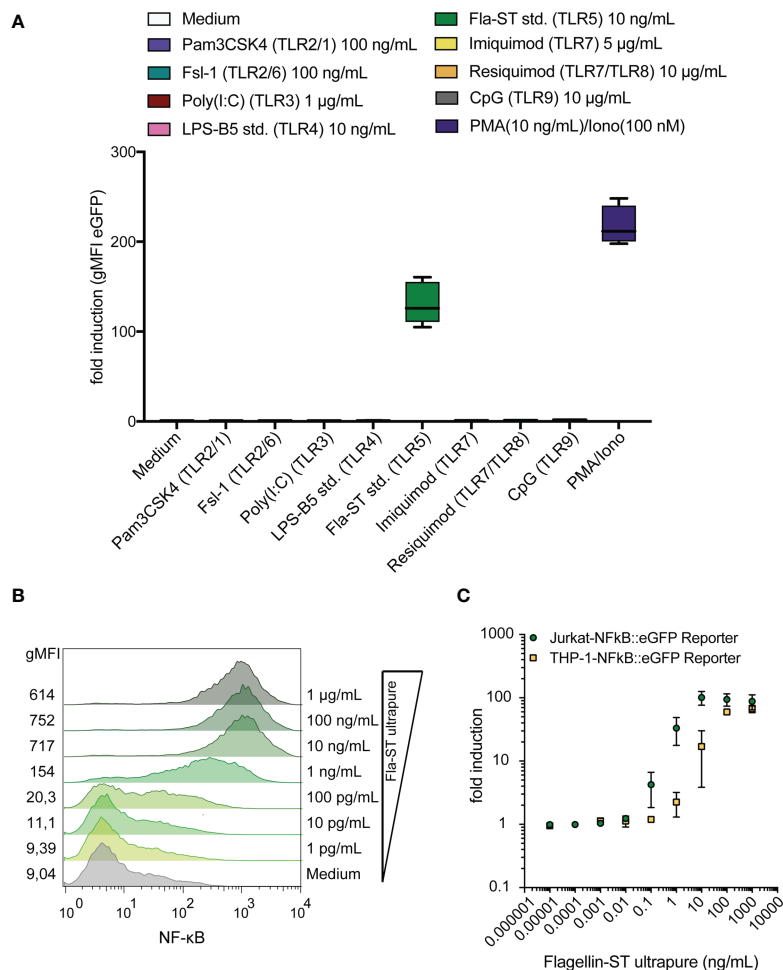 A
Medium
Pam3CSK4 (TLR2/1) 100 ng/mL
Fsl-1 (TLR2/6) 100 ng/mL
Poly(I:C) (TLR3) 1 µg/mL
LPS-B5 std. (TLR4) 10 ng/mL
Fla-ST std. (TLR5) 10 ng/mL
Imiquimod (TLR7) 5 µg/mL
Resiquimod (TLR7/TLR8) 10 µg/mL
CpG (TLR9) 10 µg/mL
PMA(10 ng/mL)/Iono(100 nM)
fold induction (gMFI eGFP)
300
200
100
0
Medium
Pam3CSK4 (TLR2/1)
Fsl-1 (TLR2/6)
Poly(I:C) (TLR3)
LPS-B5 std. (TLR4)
Fla-ST std. (TLR5)
Imiquimod (TLR7)
Resiquimod (TLR7/TLR8)
CpG (TLR9)
PMA/Iono
B
gMFI
614 1 µg/mL
752 100 ng/mL
717 10 ng/mL
154 1 ng/mL
20,3 100 pg/mL
11,1 10 pg/mL
9,39 1 pg/mL
9,04 Medium
Fla-ST ultrapure
10⁰ 10¹ 10² 10³ 10⁴
NF-κB
C
Jurkat-NFkB::eGFP Reporter
THP-1-NFkB::eGFP Reporter
fold induction
1000
100
10
1
0.1
0.000001
0.00001
0.0001
0.001
0.01
0.1
1
10
100
1000
10000
Flagellin-ST ultrapure (ng/mL)